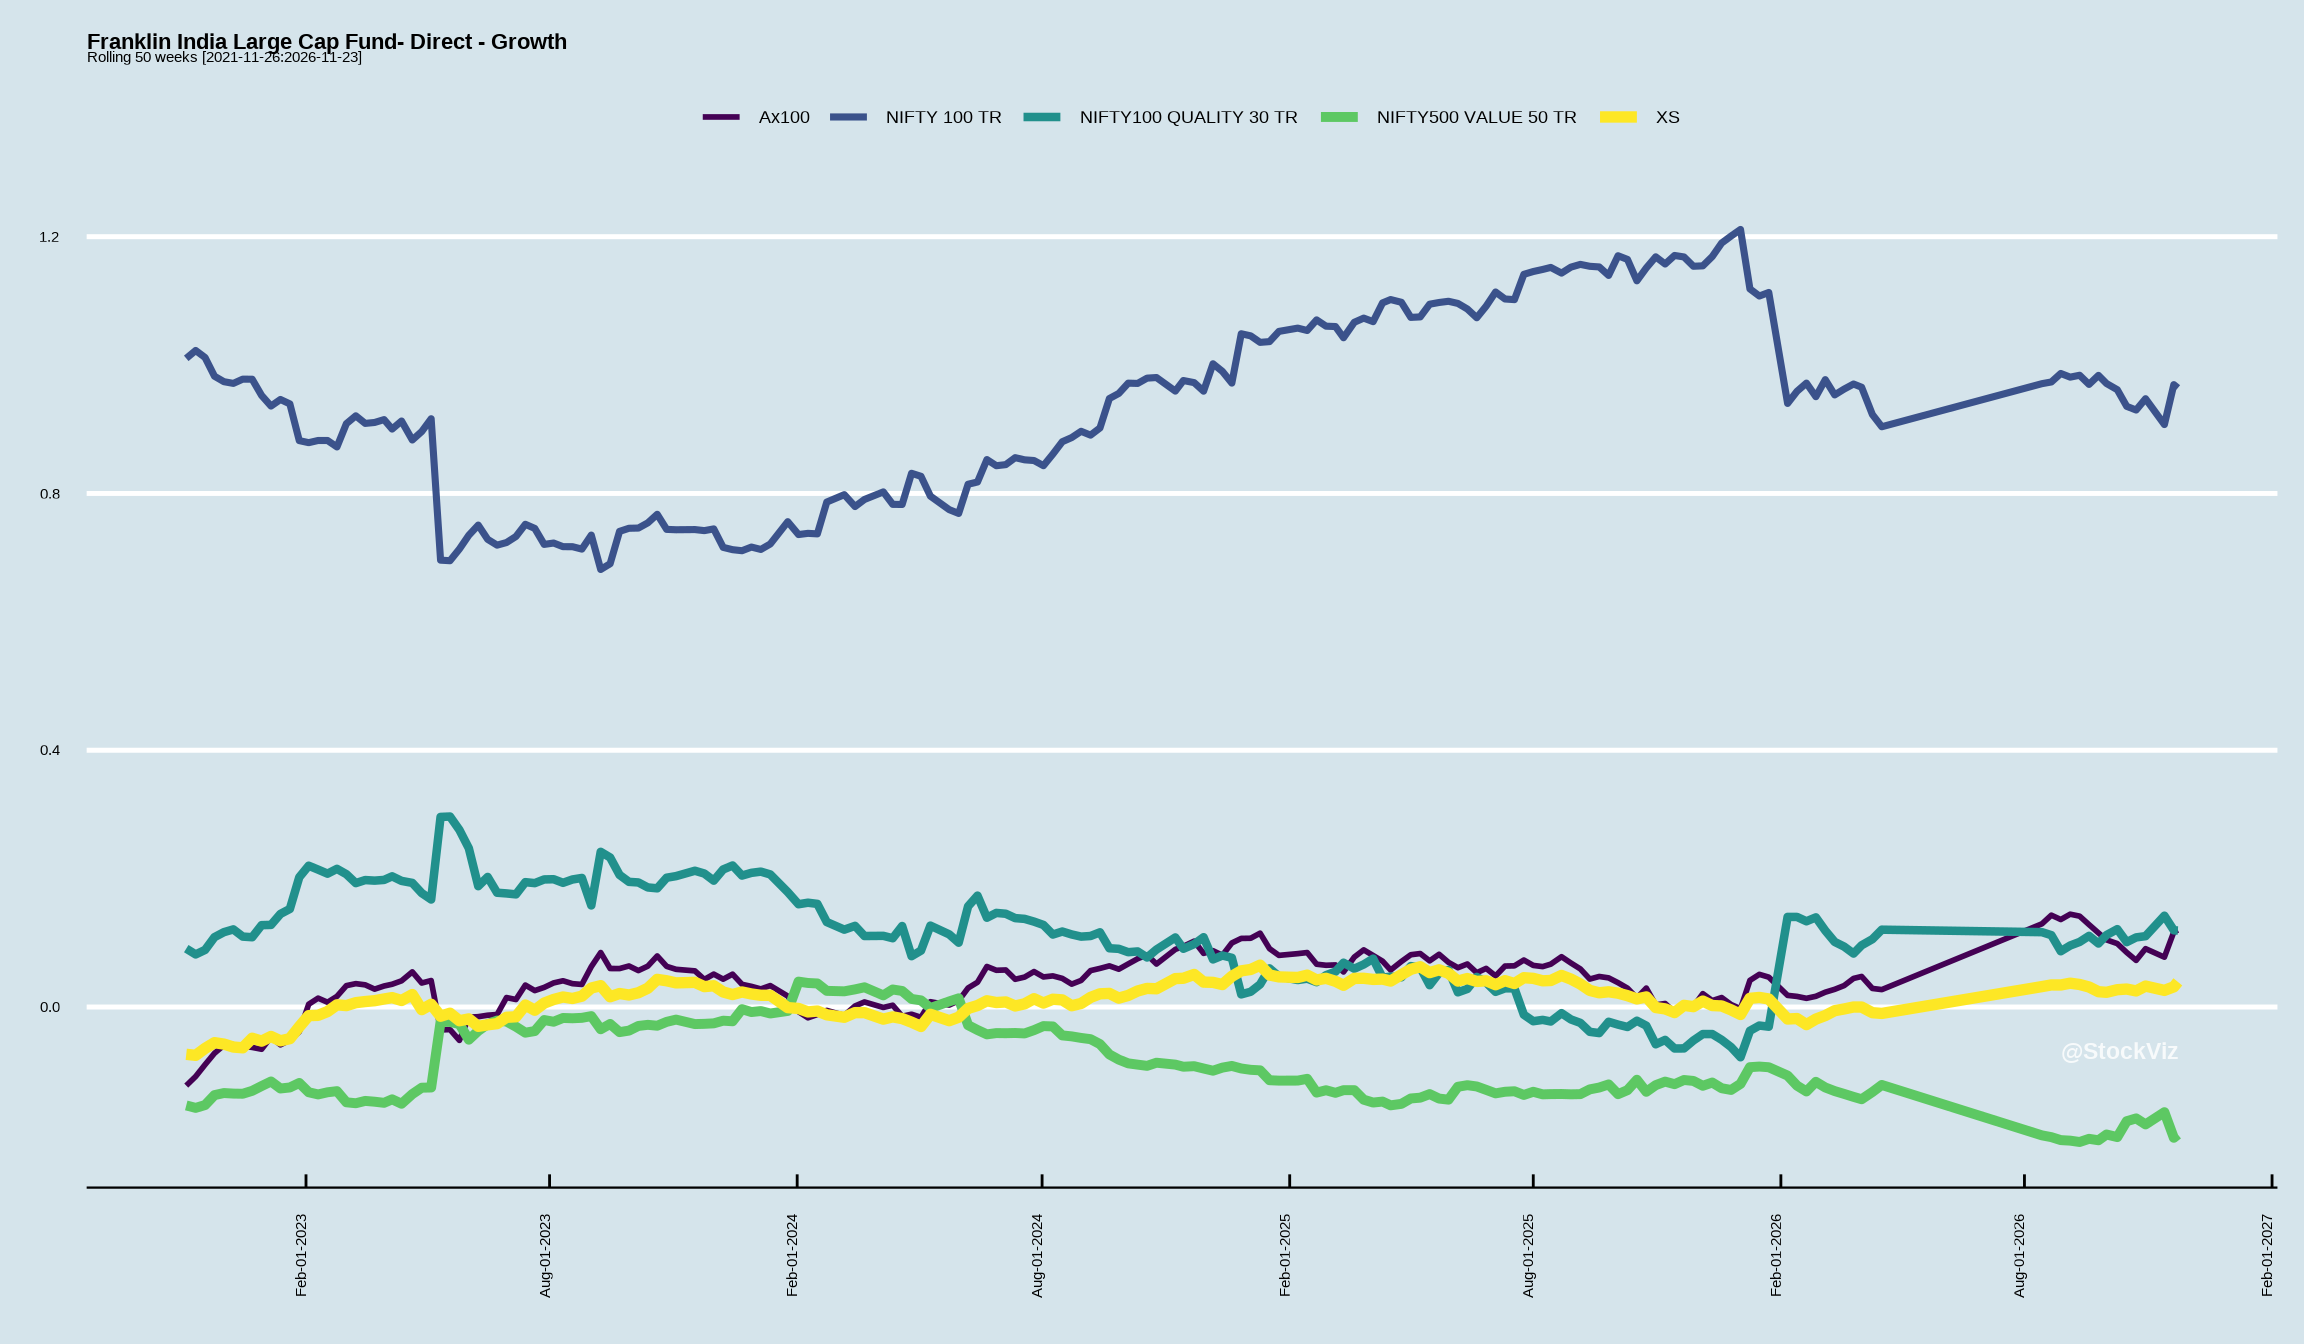 Franklin India Large Cap Fund- Direct - Growth
Rolling 50 weeks [2021-11-26:2026-11-23]
Ax100 NIFTY 100 TR NIFTY100 QUALITY 30 TR NIFTY500 VALUE 50 TR XS
1.2
0.8
0.4
0.0
@StockViz
Feb-01-2023
Aug-01-2023
Feb-01-2024
Aug-01-2024
Feb-01-2025
Aug-01-2025
Feb-01-2026
Aug-01-2026
Feb-01-2027